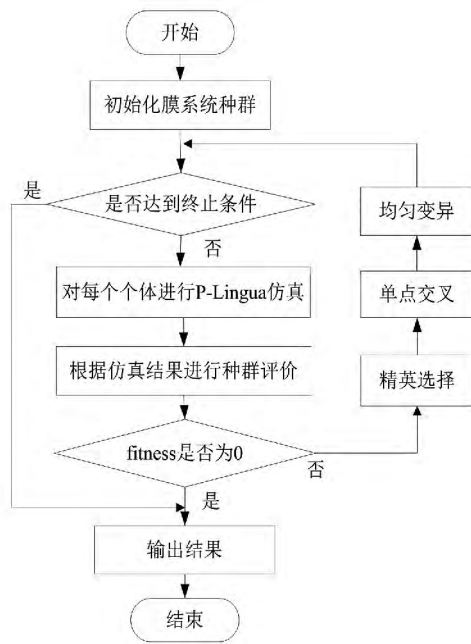 开始
初始化膜系统种群
是否达到终止条件
是
否
对每个个体进行P-Lingua仿真
根据仿真结果进行种群评价
fitness是否为0
否
是
精英选择
单点交叉
均匀变异
输出结果
结束